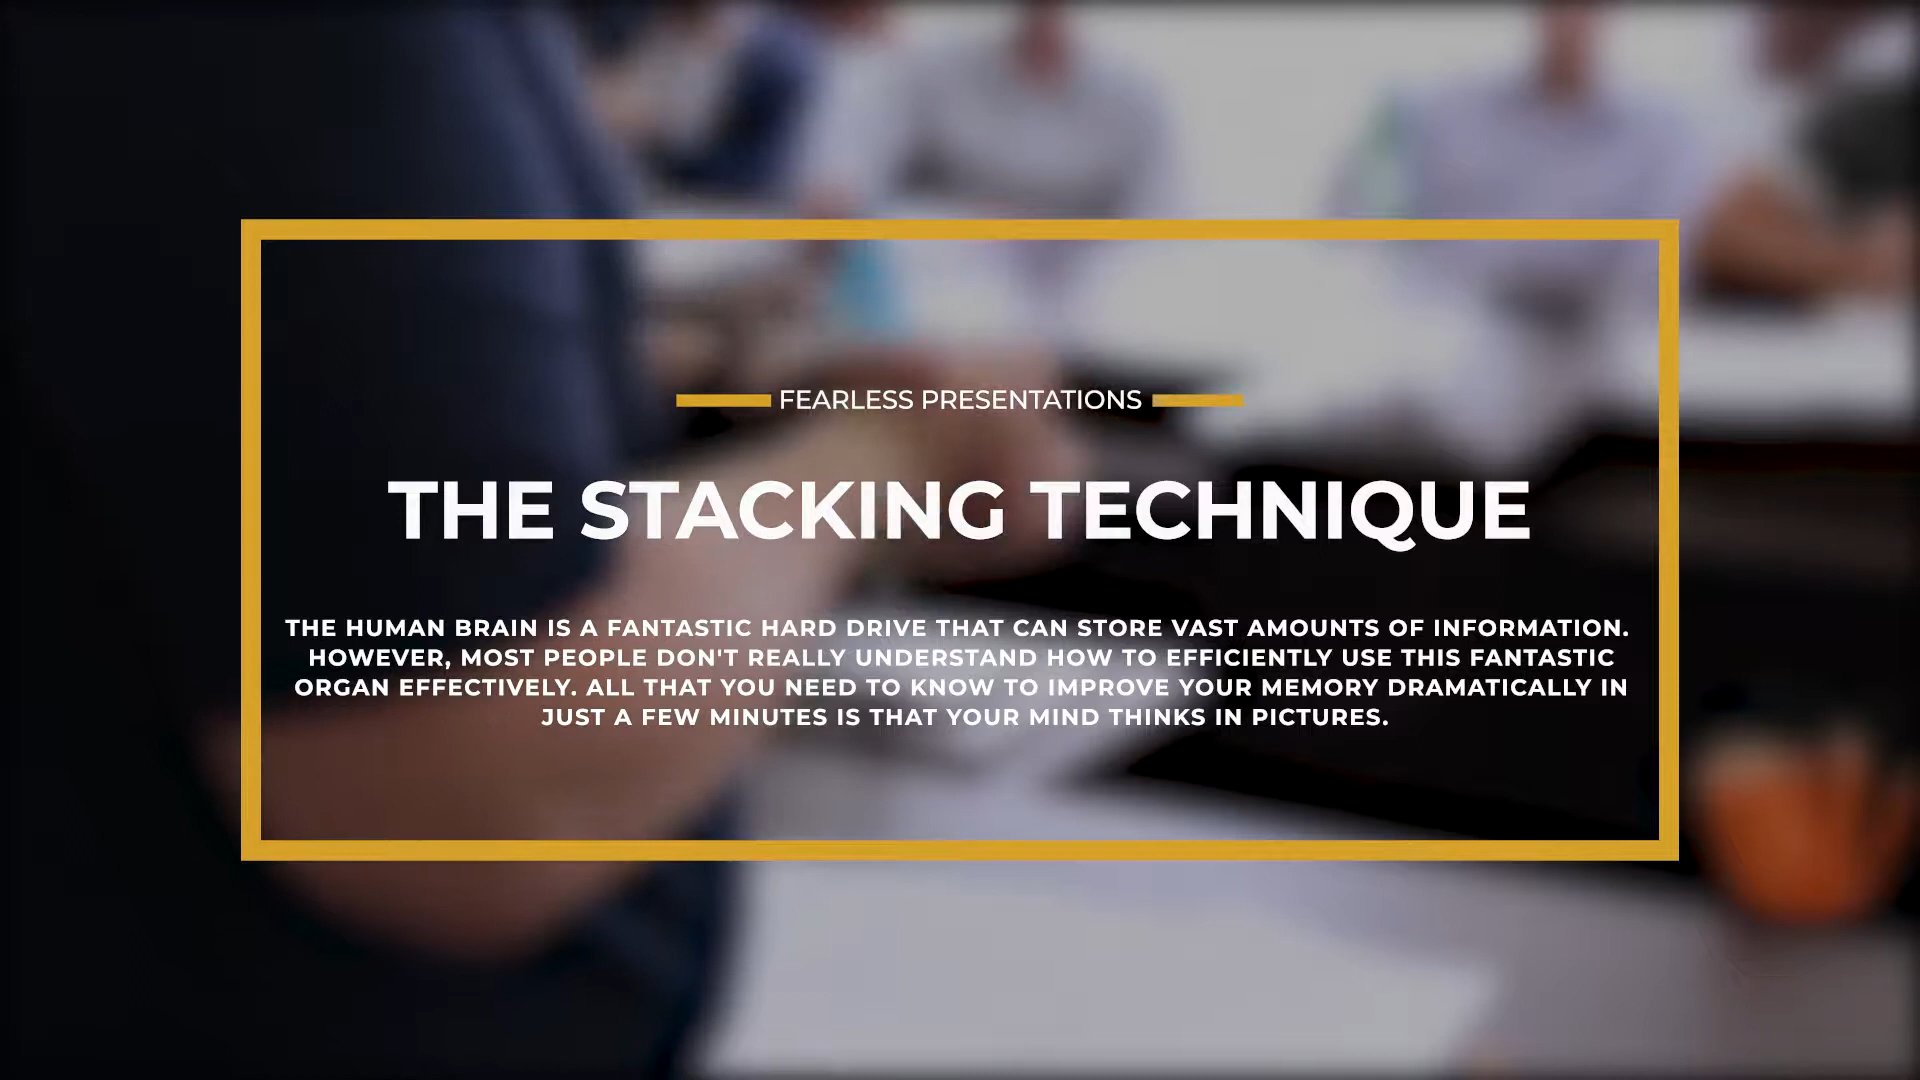 FEARLESS PRESENTATIONS
THE STACKING TECHNIQUE
THE HUMAN BRAIN IS A FANTASTIC HARD DRIVE THAT CAN STORE VAST AMOUNTS OF INFORMATION.
HOWEVER, MOST PEOPLE DON'T REALLY UNDERSTAND HOW TO EFFICIENTLY USE THIS FANTASTIC
ORGAN EFFECTIVELY. ALL THAT YOU NEED TO KNOW TO IMPROVE YOUR MEMORY DRAMATICALLY IN
JUST A FEW MINUTES IS THAT YOUR MIND THINKS IN PICTURES.